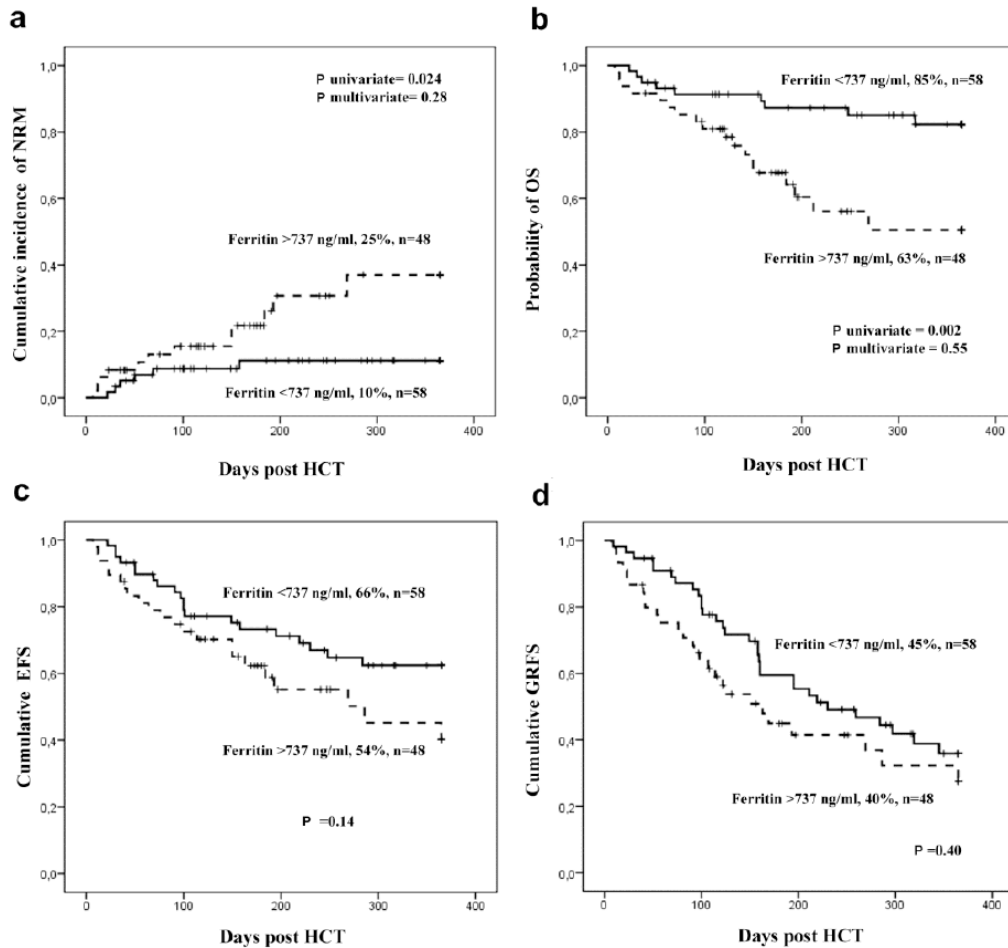 a
P univariate= 0.024
P multivariate= 0.28
Cumulative incidence of NRM
1,0
0,8
0,6
0,4
0,2
0,0
Ferritin >737 ng/ml, 25%, n=48
Ferritin <737 ng/ml, 10%, n=58
0 100 200 300 400
Days post HCT
b
Probability of OS
1,0
0,8
0,6
0,4
0,2
0,0
Ferritin <737 ng/ml, 85%, n=58
Ferritin >737 ng/ml, 63%, n=48
P univariate = 0.002
P multivariate = 0.55
0 100 200 300 400
Days post HCT
c
Cumulative EFS
1,0
0,8
0,6
0,4
0,2
0,0
Ferritin <737 ng/ml, 66%, n=58
Ferritin >737 ng/ml, 54%, n=48
P =0.14
0 100 200 300 400
Days post HCT
d
Cumulative GRFS
1,0
0,8
0,6
0,4
0,2
0,0
Ferritin <737 ng/ml, 45%, n=58
Ferritin >737 ng/ml, 40%, n=48
P =0.40
0 100 200 300 400
Days post HCT